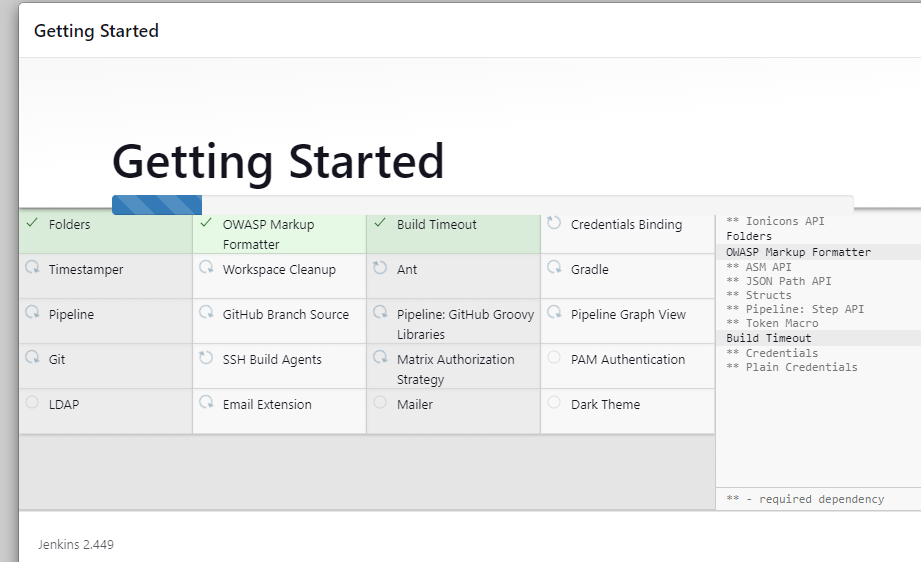 Getting Started
Getting Started
Folders
OWASP Markup
Formatter
Build Timeout
Credentials Binding
Timestamper
Workspace Cleanup
Ant
Gradle
Pipeline
GitHub Branch Source
Pipeline: GitHub Groovy
Libraries
Pipeline Graph View
Git
SSH Build Agents
Matrix Authorization
Strategy
PAM Authentication
LDAP
Email Extension
Mailer
Dark Theme
** Ionicons API
Folders
OWASP Markup Formatter
** ASM API
** JSON Path API
** Structs
** Pipeline: Step API
** Token Macro
Build Timeout
** Credentials
** Plain Credentials
** - required dependency
Jenkins 2.449